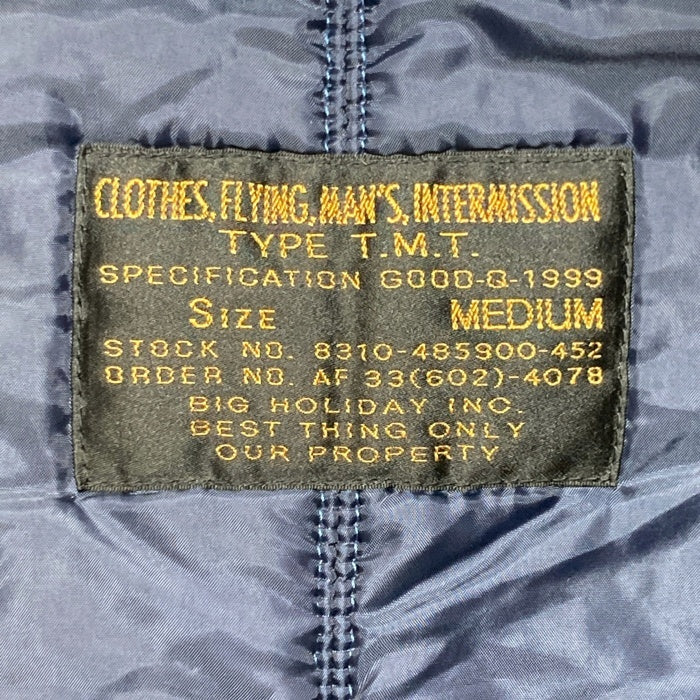 CLOTHES, FLYING, MAN'S, INTERMISSION
TYPE T.M.T.
SPECIFICATION GOOD-Q-1999
SIZE MEDIUM
STOCK NO. 8310-485900-452
ORDER NO. AF 33(602)-4078
BIG HOLIDAY INC.
BEST THING ONLY
OUR PROPERTY